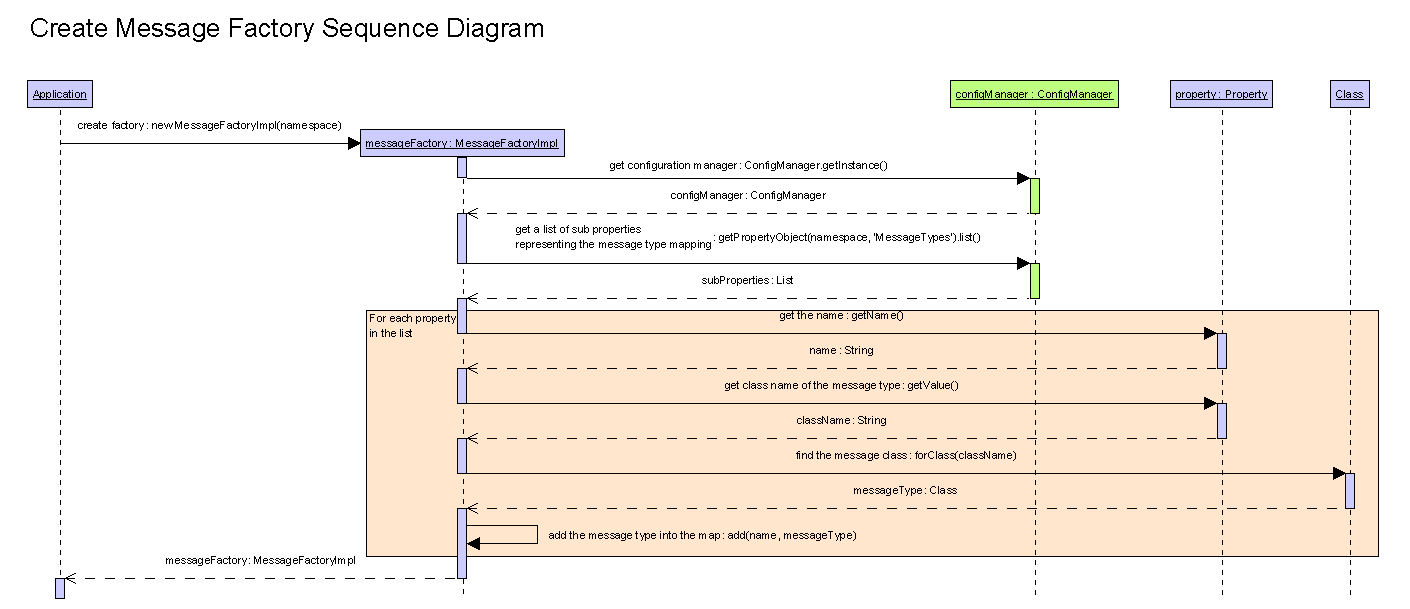 Create Message Factory Sequence Diagram
Application
configManager : ConfigManager
property : Property
Class
create factory : new MessageFactoryImpl(namespace)
messageFactory : MessageFactoryImpl
get configuration manager : ConfigManager.getInstance()
configManager : ConfigManager
get a list of sub properties
representing the message type mapping : getPropertyObject(namespace, 'MessageTypes').list()
subProperties : List
For each property
in the list
get the name : getName()
name : String
get class name of the message type : getValue()
className : String
find the message class : forClass(className)
messageType : Class
add the message type into the map : add(name, messageType)
messageFactory: MessageFactoryImpl